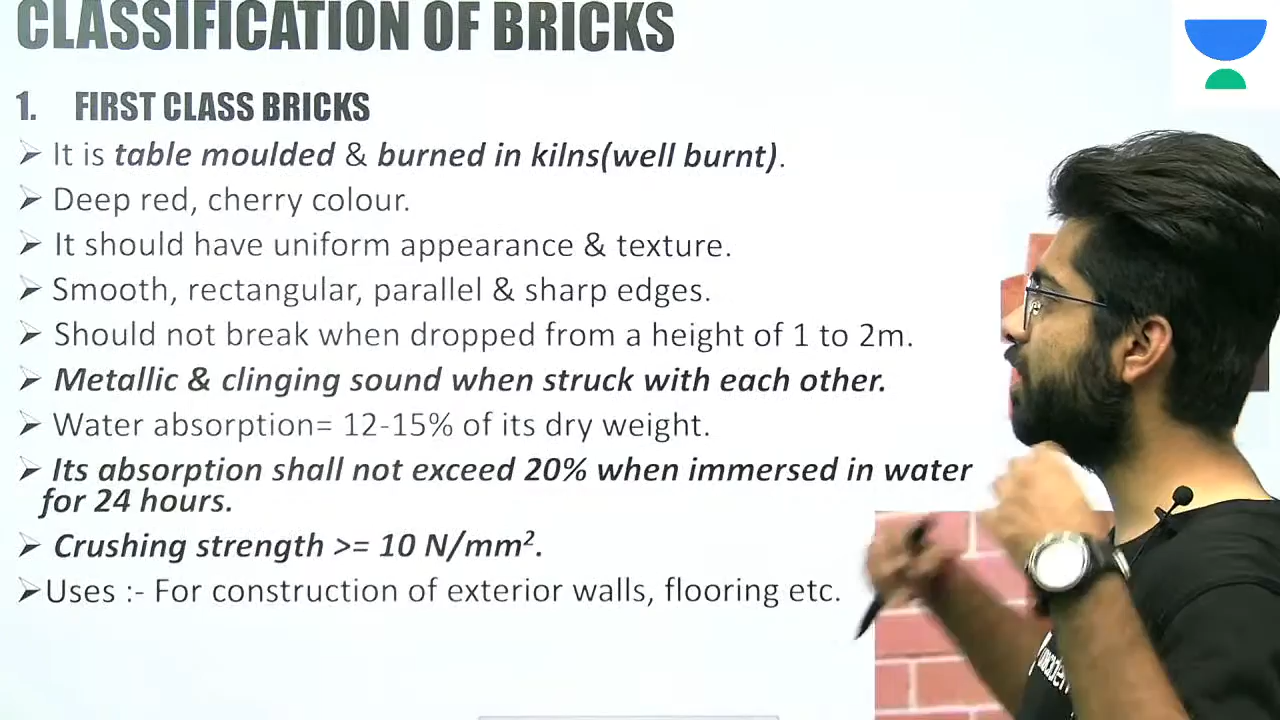 CLASSIFICATION OF BRICKS
1. FIRST CLASS BRICKS
➤ It is table moulded & burned in kilns(well burnt).
➤ Deep red, cherry colour.
➤ It should have uniform appearance & texture.
➤ Smooth, rectangular, parallel & sharp edges.
➤ Should not break when dropped from a height of 1 to 2m.
➤ Metallic & clinging sound when struck with each other.
➤ Water absorption= 12-15% of its dry weight.
➤ Its absorption shall not exceed 20% when immersed in water
for 24 hours.
➤ Crushing strength >= 10 N/mm².
➤Uses :- For construction of exterior walls, flooring etc.